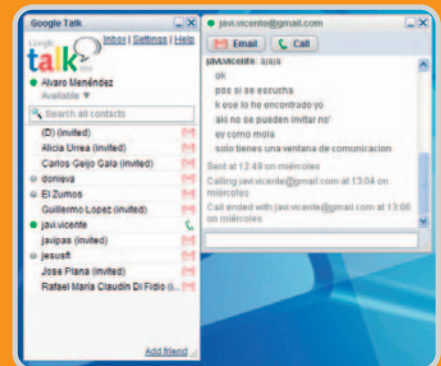 Google Talk
Inbox | Settings | Help
Google
talk
Alvaro Menéndez
Available
Search all contacts
(D) (invited)
Alicia Urrea (invited)
Carlos Geijo Gala (invited)
donieva
El Zumos
Guillermo Lopez (invited)
javi.vicente
javipas (invited)
jesusft
Jose Plana (invited)
Rafael María Claudín Di Fidio (i...
Add friend
javi.vicente@gmail.com
Email
Call
javi.vicente: ajaja
ok
pos si se escucha
k ese lo he encontrado yo
aki no se pueden invitar no'
ey como mola
solo tienes una ventana de comunicacion
Sent at 12:49 on miércoles
Calling javi.vicente@gmail.com at 13:04 on
miércoles
Call ended with javi.vicente@gmail.com at 13:06
on miércoles